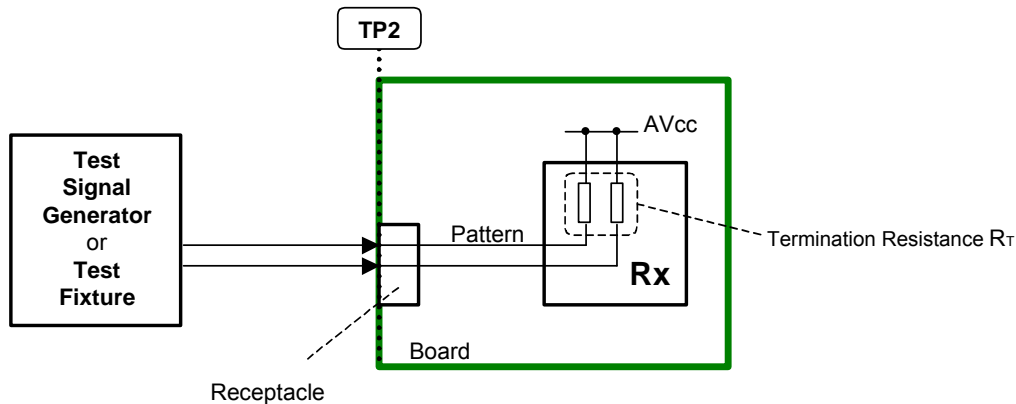 TP2
AVcc
Test
Signal
Generator
or
Test
Fixture
Pattern
Termination Resistance RT
Rx
Board
Receptacle